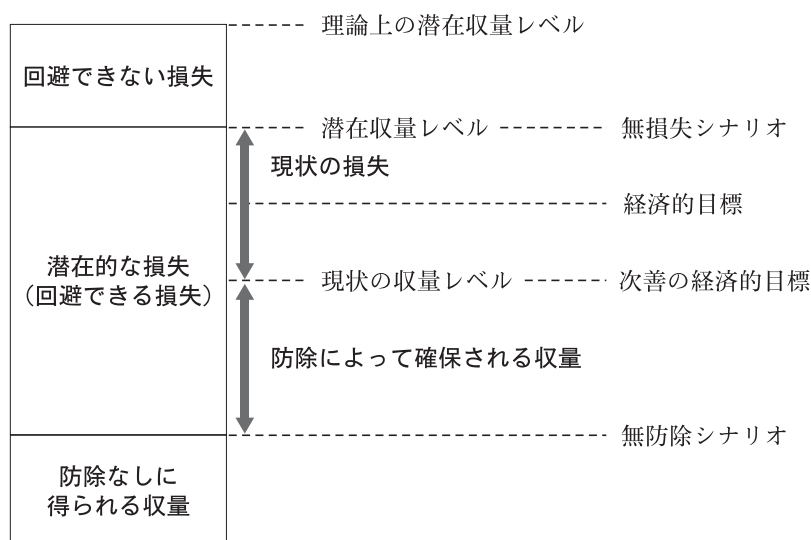 理論上の潜在収量レベル
回避できない損失
潜在収量レベル
無損失シナリオ
現状の損失
経済的目標
潜在的な損失
（回避できる損失）
現状の収量レベル
次善の経済的目標
防除によって確保される収量
無防除シナリオ
防除なしに
得られる収量